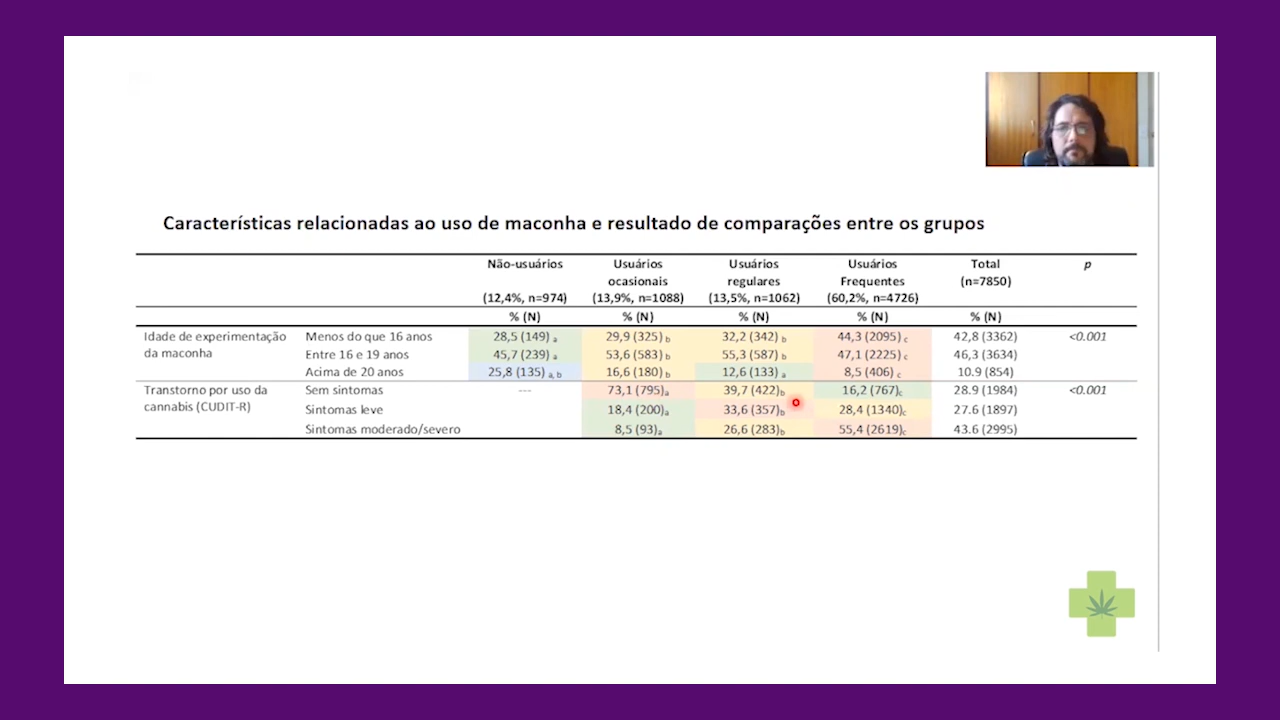 Características relacionadas ao uso de maconha e resultado de comparações entre os grupos
Não-usuários Usuários Usuários Usuários Total p
ocasionais regulares Frequentes (n=7850)
(12,4%, n=974) (13,9%, n=1088) (13,5%, n=1062) (60,2%, n=4726)
% (N) % (N) % (N) % (N) % (N)
Idade de experimentação Menos do que 16 anos 28,5 (149) a 29,9 (325) b 32,2 (342) b 44,3 (2095) c 42,8 (3362) <0.001
da maconha Entre 16 e 19 anos 45,7 (239) a 53,6 (583) b 55,3 (587) b 47,1 (2225) c 46,3 (3634)
Acima de 20 anos 25,8 (135) a, b 16,6 (180) b 12,6 (133) a 8,5 (406) c 10.9 (854)
Transtorno por uso da Sem sintomas --- 73,1 (795)a 39,7 (422)b 16,2 (767)c 28.9 (1984) <0.001
cannabis (CUDIT-R) Sintomas leve 18,4 (200)a 33,6 (357)b 28,4 (1340)c 27.6 (1897)
Sintomas moderado/severo 8,5 (93)a 26,6 (283)b 55,4 (2619)c 43.6 (2995)